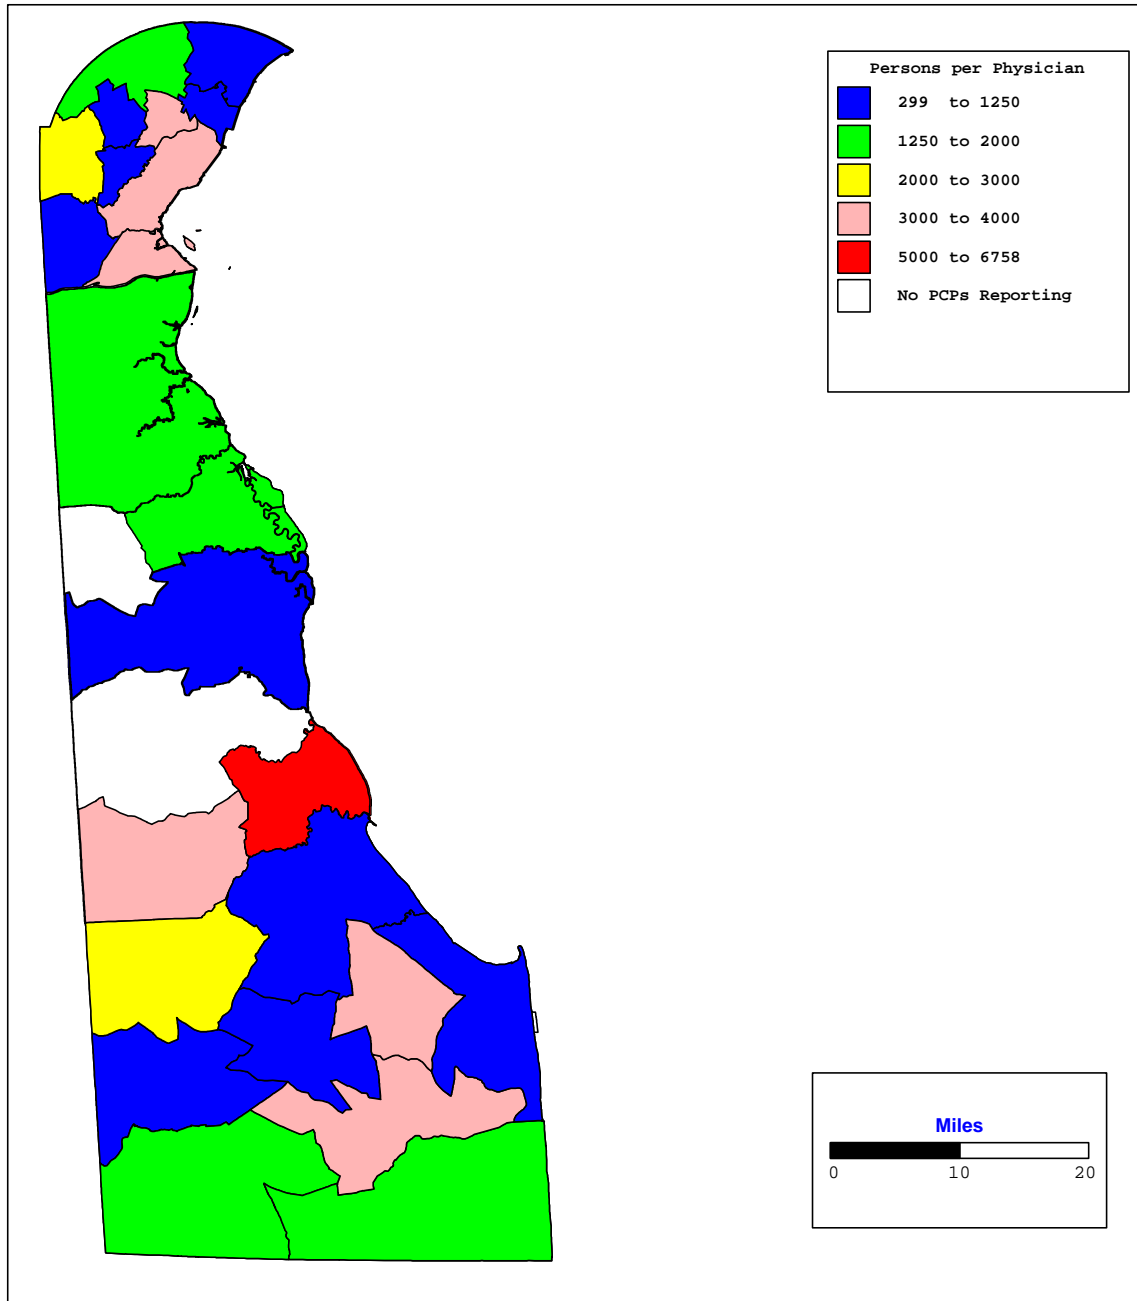 Persons per Physician
299 to 1250
1250 to 2000
2000 to 3000
3000 to 4000
5000 to 6758
No PCPs Reporting
Miles
0 10 20